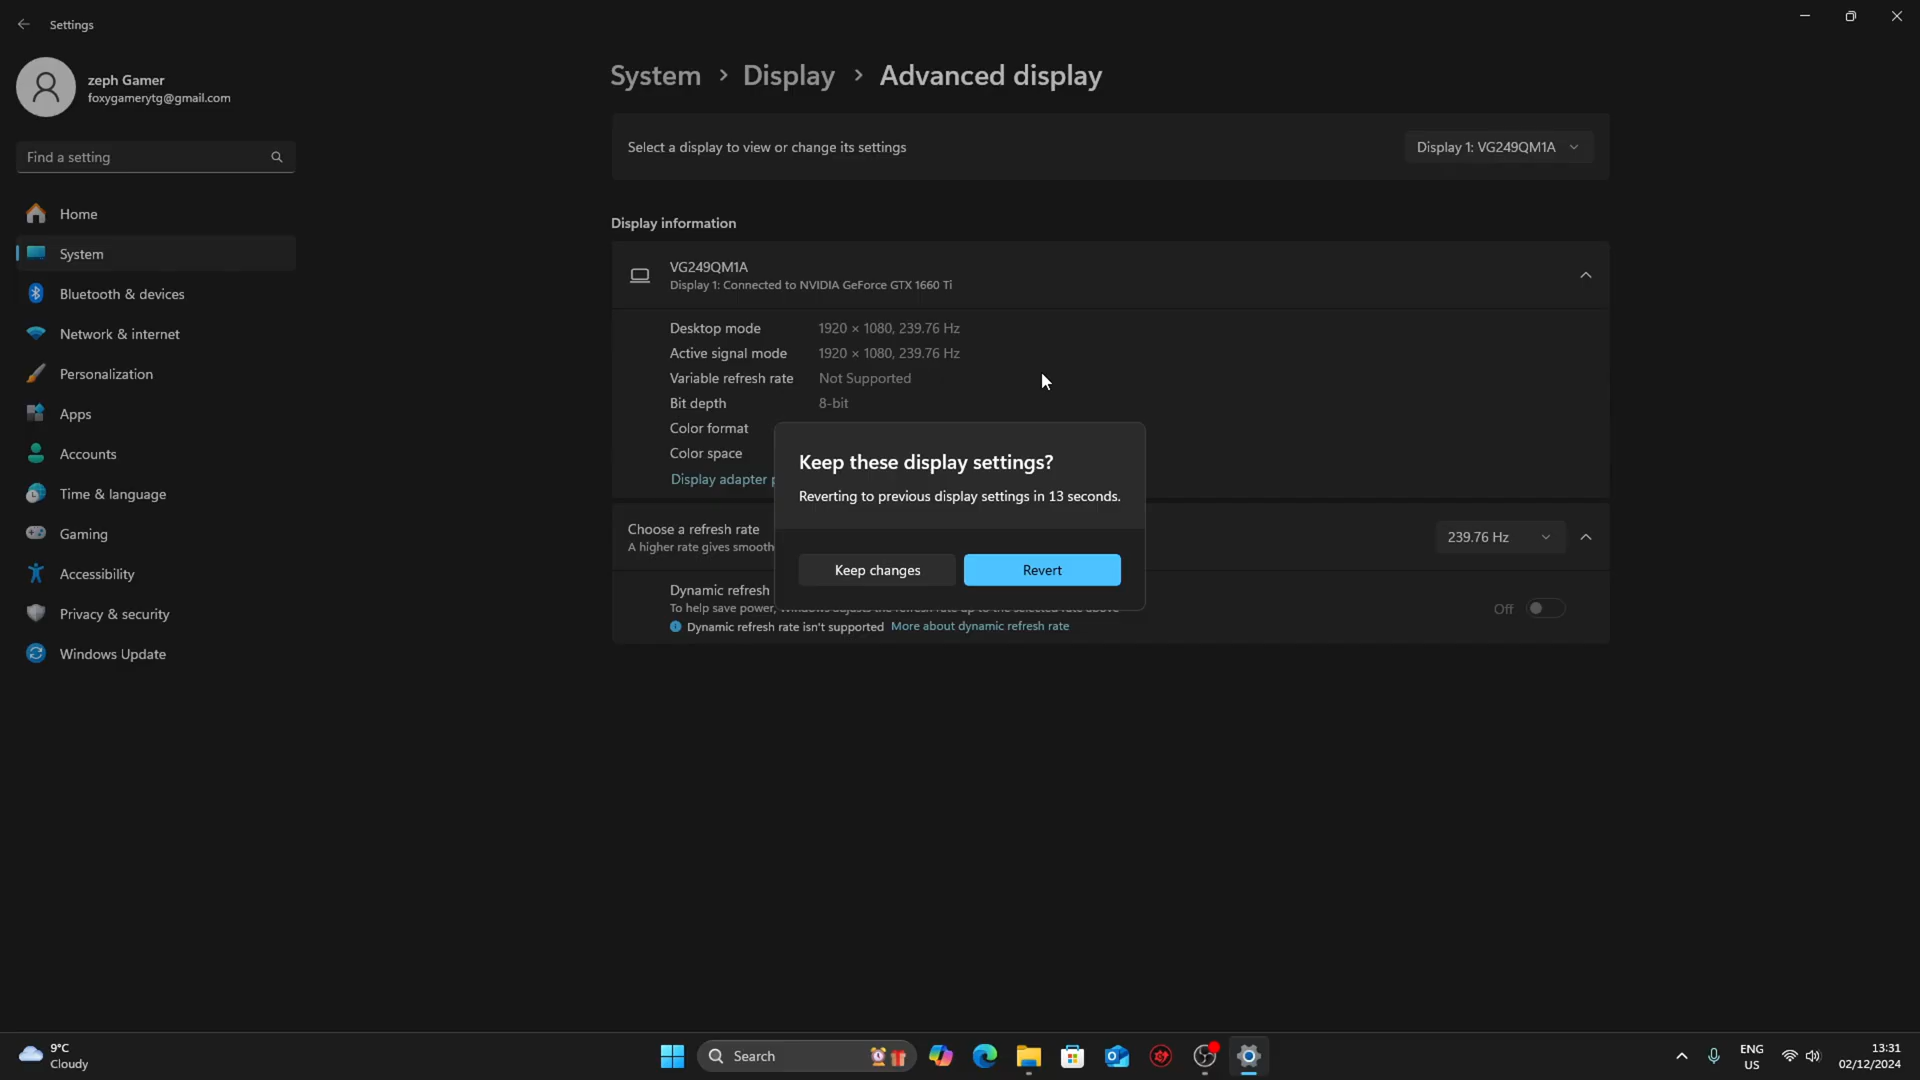 Settings
zeph Gamer
foxygamerytg@gmail.com
Find a setting
Home
System
Bluetooth & devices
Network & internet
Personalization
Apps
Accounts
Time & language
Gaming
Accessibility
Privacy & security
Windows Update
System > Display > Advanced display
Select a display to view or change its settings
Display 1: VG249QM1A
Display information
VG249QM1A
Display 1: Connected to NVIDIA GeForce GTX 1660 Ti
Desktop mode 1920 × 1080, 239.76 Hz
Active signal mode 1920 × 1080, 239.76 Hz
Variable refresh rate Not Supported
Bit depth 8-bit
Color format
Color space
Display adapter
Keep these display settings?
Reverting to previous display settings in 13 seconds.
Keep changes Revert
Choose a refresh rate
A higher rate gives smooth
239.76 Hz
Dynamic refresh
To help save power,
Off
Dynamic refresh rate isn't supported More about dynamic refresh rate
9°C
Cloudy
Search
ENG
US
13:31
02/12/2024